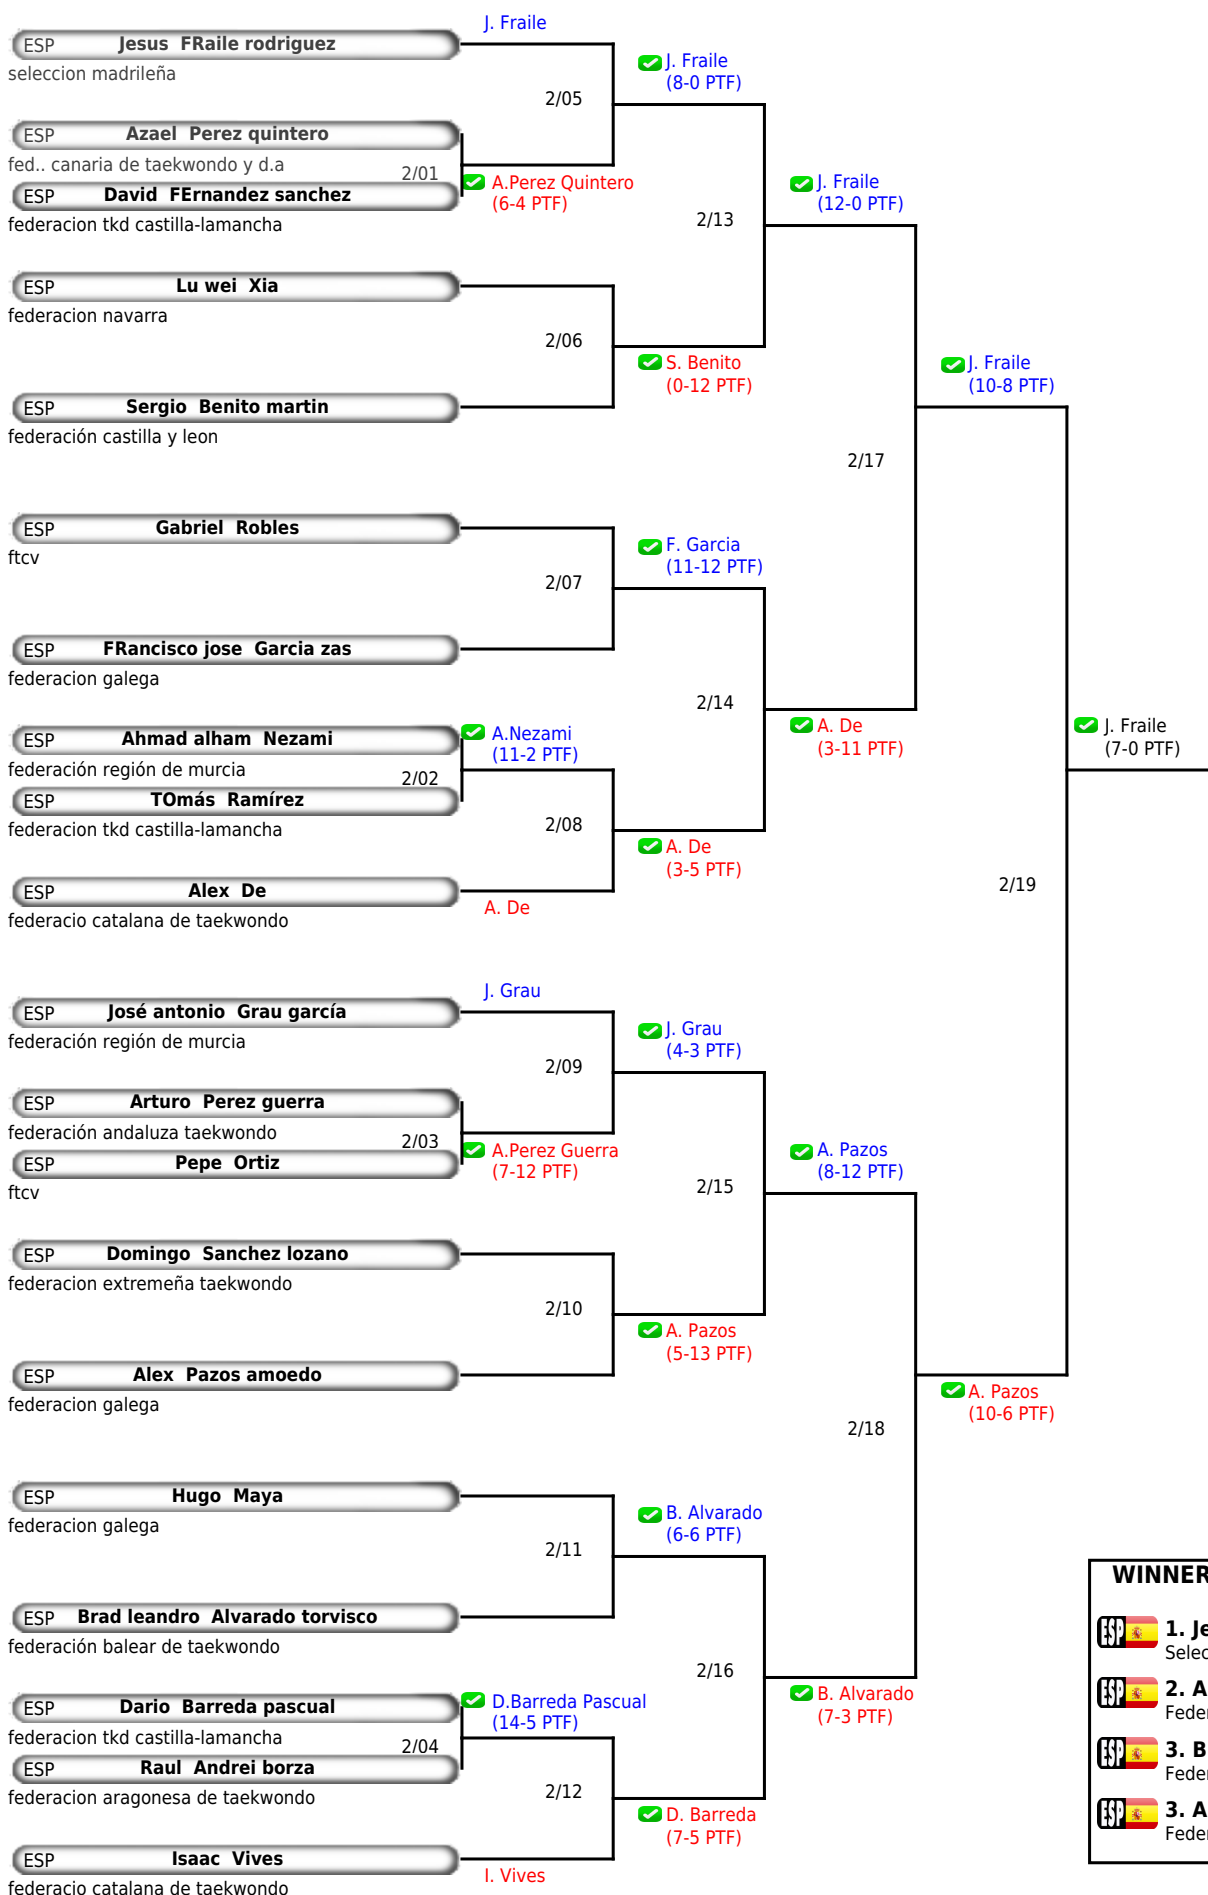 J. Fraile
ESP Jesus FRaile rodriguez
seleccion madrileña
J. Fraile
(8-0 PTF)
2/05
ESP Azael Perez quintero
fed.. canaria de taekwondo y d.a
2/01
A.Perez Quintero
(6-4 PTF)
ESP David FErnandez sanchez
federacion tkd castilla-lamancha
J. Fraile
(12-0 PTF)
2/13
ESP Lu wei Xia
federacion navarra
2/06
S. Benito
(0-12 PTF)
J. Fraile
(10-8 PTF)
ESP Sergio Benito martin
federación castilla y leon
2/17
ESP Gabriel Robles
ftcv
F. Garcia
(11-12 PTF)
2/07
ESP FRancisco jose Garcia zas
federacion galega
2/14
ESP Ahmad alham Nezami
federación región de murcia
A.Nezami
(11-2 PTF)
A. De
(3-11 PTF)
J. Fraile
(7-0 PTF)
2/02
ESP TOmás Ramírez
federacion tkd castilla-lamancha
2/08
A. De
(3-5 PTF)
ESP Alex De
federacio catalana de taekwondo
A. De
2/19
J. Grau
ESP José antonio Grau garcía
federación región de murcia
J. Grau
(4-3 PTF)
2/09
ESP Arturo Perez guerra
federación andaluza taekwondo
2/03
A.Perez Guerra
(7-12 PTF)
ESP Pepe Ortiz
ftcv
A. Pazos
(8-12 PTF)
2/15
ESP Domingo Sanchez lozano
federacion extremeña taekwondo
2/10
A. Pazos
(5-13 PTF)
ESP Alex Pazos amoedo
federacion galega
A. Pazos
(10-6 PTF)
2/18
ESP Hugo Maya
federacion galega
B. Alvarado
(6-6 PTF)
2/11
ESP Brad leandro Alvarado torvisco
federación balear de taekwondo
2/16
ESP Dario Barreda pascual
federacion tkd castilla-lamancha
D.Barreda Pascual
(14-5 PTF)
B. Alvarado
(7-3 PTF)
2/04
ESP Raul Andrei borza
federacion aragonesa de taekwondo
2/12
D. Barreda
(7-5 PTF)
ESP Isaac Vives
federacio catalana de taekwondo
I. Vives
WINNER
ESP 1. Je
Selec
ESP 2. A
Feder
ESP 3. B
Feder
ESP 3. A
Feder